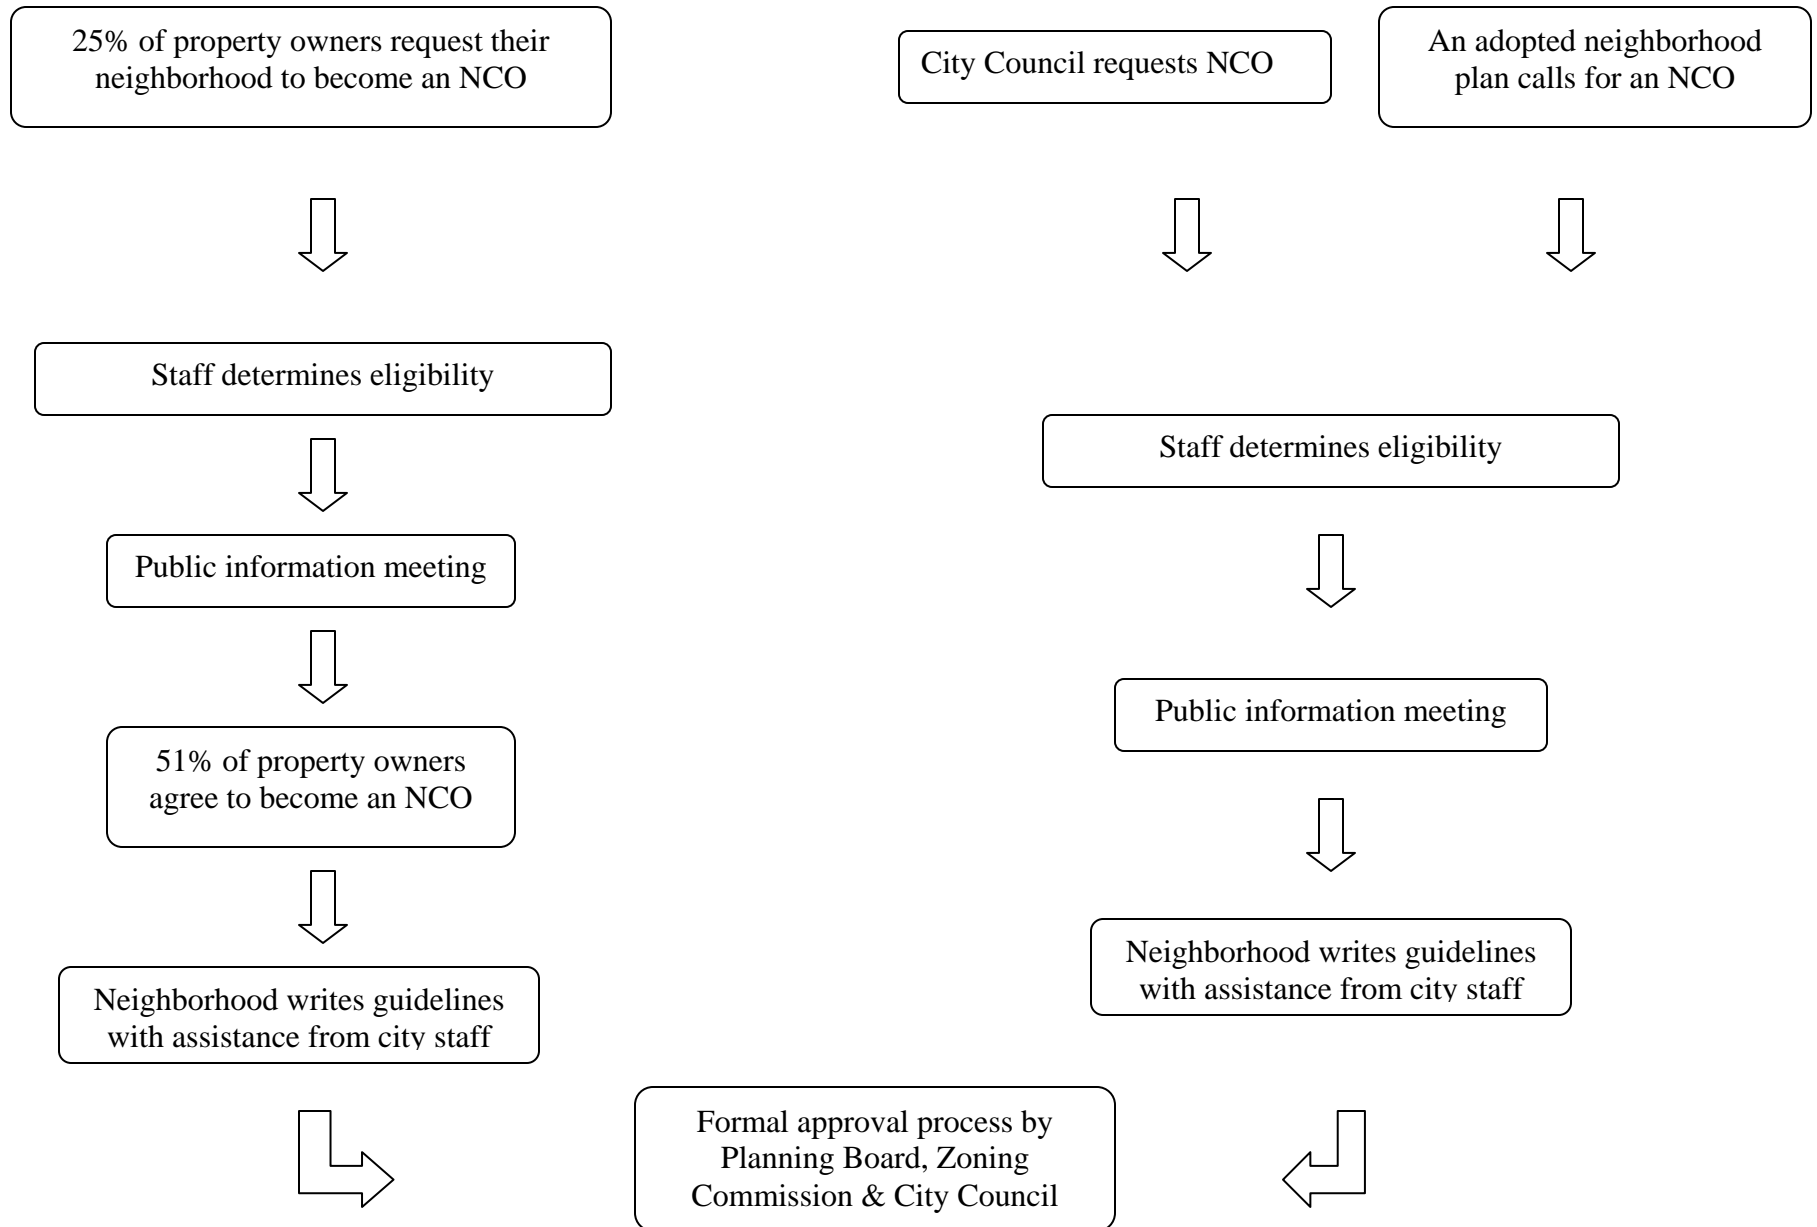 25% of property owners request their
neighborhood to become an NCO
City Council requests NCO
An adopted neighborhood
plan calls for an NCO
Staff determines eligibility
Public information meeting
51% of property owners
agree to become an NCO
Neighborhood writes guidelines
with assistance from city staff
Staff determines eligibility
Public information meeting
Neighborhood writes guidelines
with assistance from city staff
Formal approval process by
Planning Board, Zoning
Commission & City Council